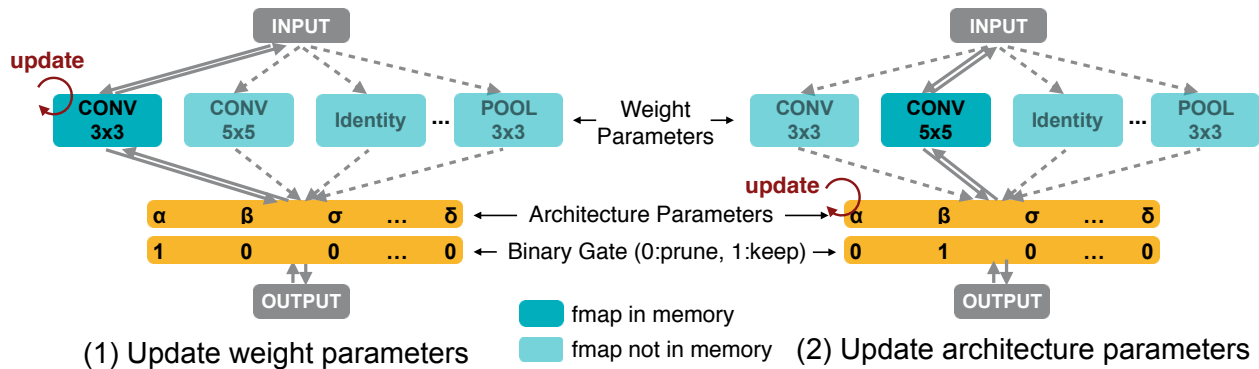 INPUT
update
CONV
3x3
CONV
5x5
Identity
...
POOL
3x3
α β σ ... δ
1 0 0 ... 0
OUTPUT
(1) Update weight parameters
Weight
Parameters
Architecture Parameters
Binary Gate (0:prune, 1:keep)
fmap in memory
fmap not in memory
INPUT
CONV
3x3
CONV
5x5
Identity
...
POOL
3x3
update
α β σ ... δ
0 1 0 ... 0
OUTPUT
(2) Update architecture parameters